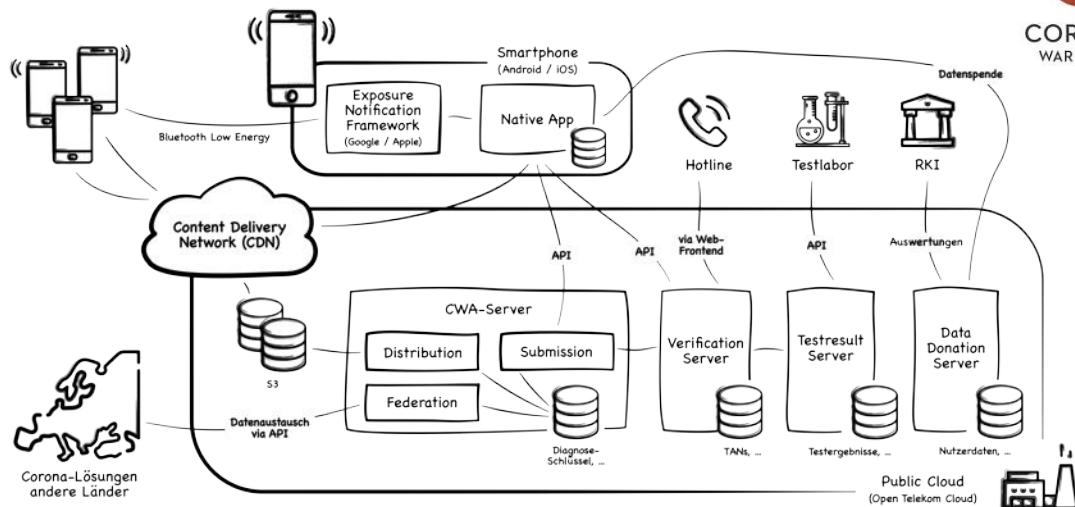 COR
WAR
Smartphone
(Android / iOS)
Datenspende
Exposure
Notification
Framework
(Google / Apple)
Native App
Bluetooth Low Energy
Hotline
Testlabor
RKI
Content Delivery
Network (CDN)
API
API
via Web-
Frontend
API
Auswertungen
CWA-Server
Distribution
Submission
Federation
Verification
Server
Testresult
Server
Data
Donation
Server
S3
Datenaustausch
via API
Diagnose-
Schlüssel, ...
TANs, ...
Testergebnisse, ...
Nutzerdaten, ...
Corona-Lösungen
andere Länder
Public Cloud
(Open Telekom Cloud)